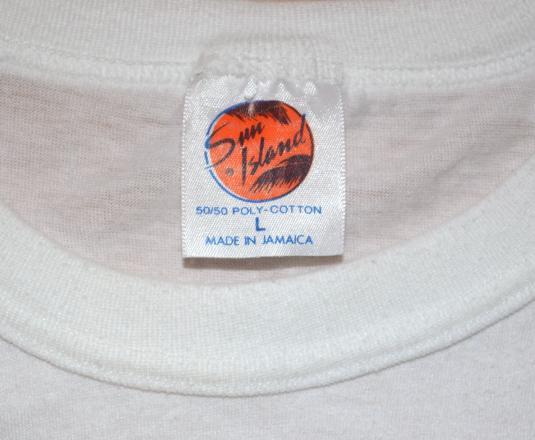 Sun
Island
50/50 POLY-COTTON
L
MADE IN JAMAICA